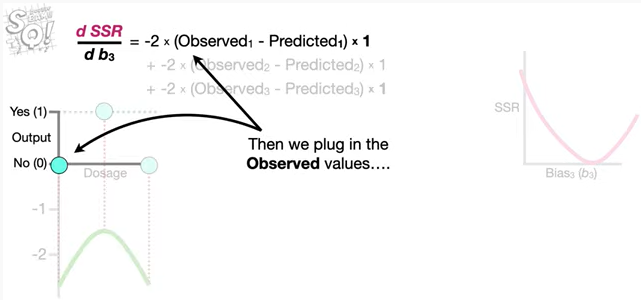 SQ!
d SSR
d b₃
= -2 × (Observed₁ - Predicted₁) × 1
+ -2 × (Observed₂ - Predicted₂) × 1
+ -2 × (Observed₃ - Predicted₃) × 1
Yes (1)
Output
No (0)
Dosage
-1
-2
Then we plug in the
Observed values….
SSR
Bias₃ (b₃)